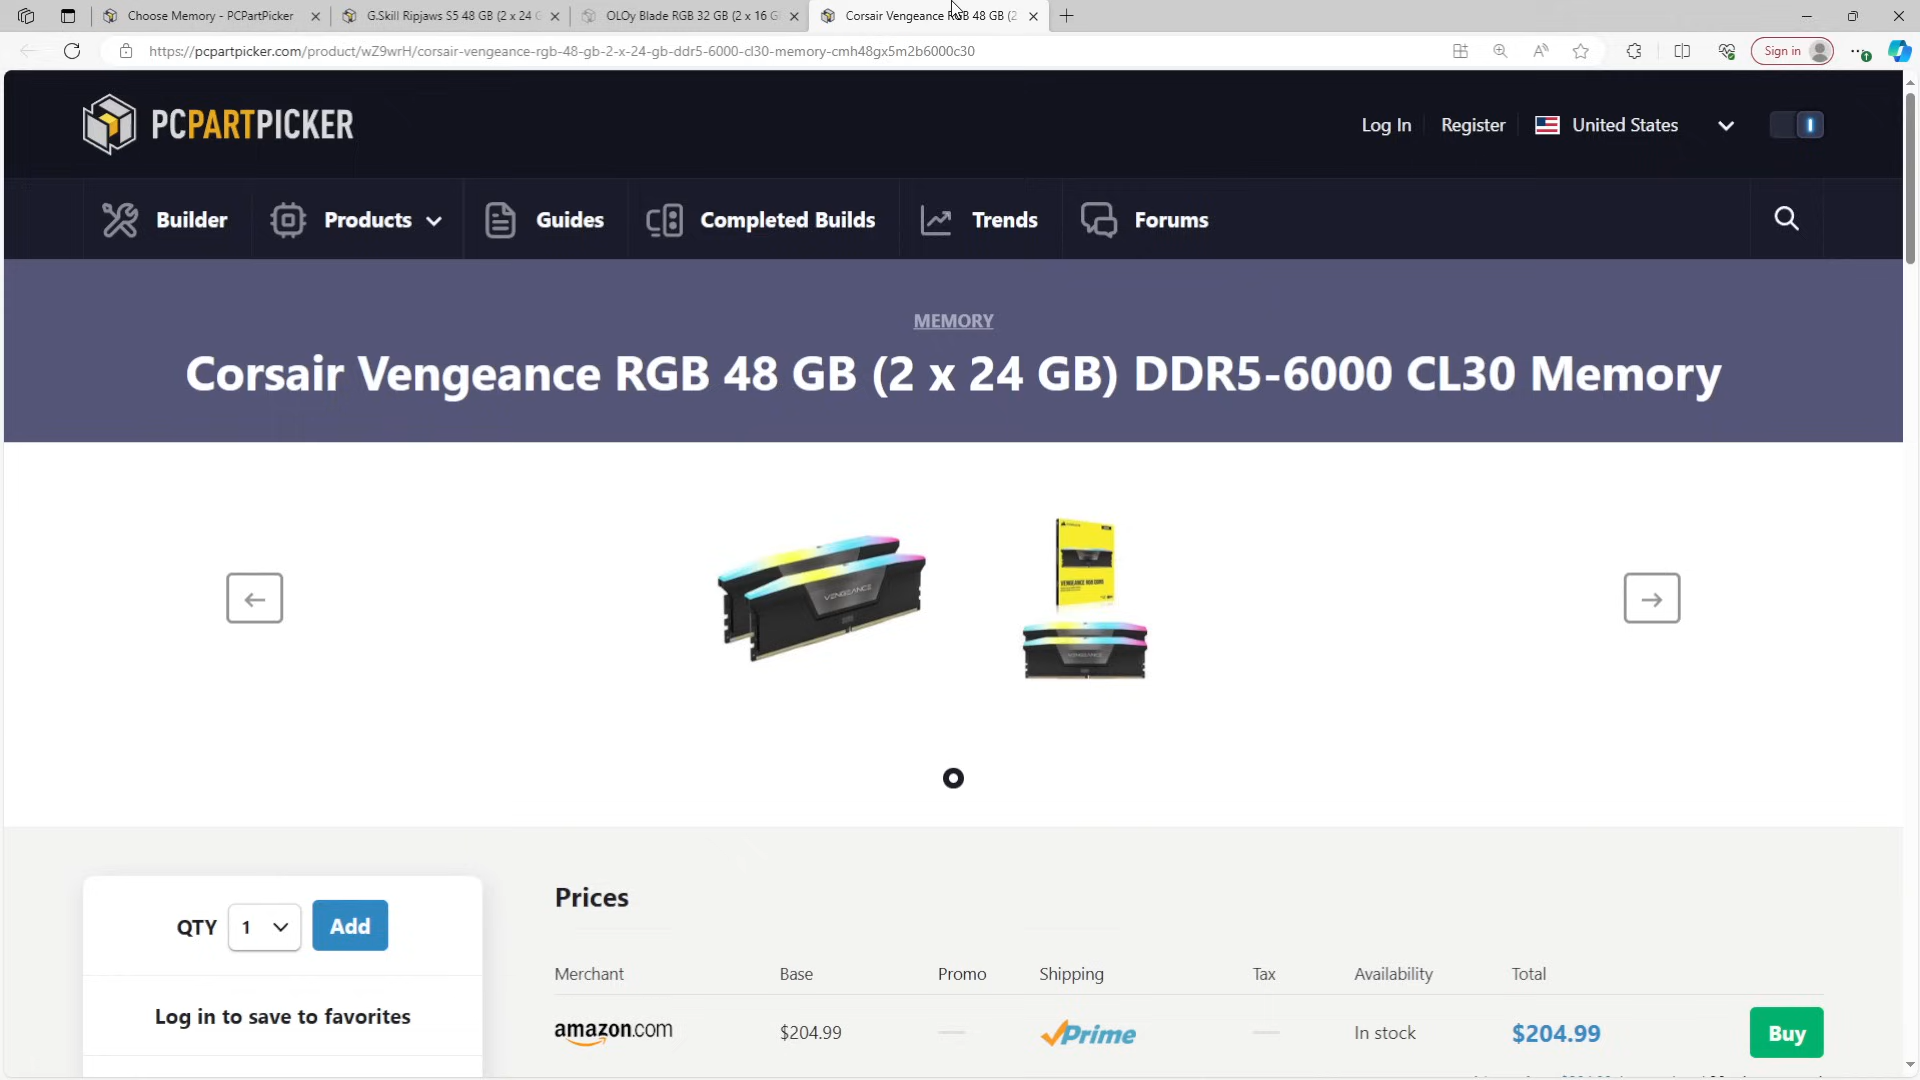 Choose Memory - PCPartPicker
G.Skill Ripjaws S5 48 GB (2 x 24 G
OLOy Blade RGB 32 GB (2 x 16 G
Corsair Vengeance RGB 48 GB (2
https://pcpartpicker.com/product/wZ9wrH/corsair-vengeance-rgb-48-gb-2-x-24-gb-ddr5-6000-cl30-memory-cmh48gx5m2b6000c30
Sign in
PCPARTPICKER
Log In
Register
United States
Builder
Products
Guides
Completed Builds
Trends
Forums
MEMORY
Corsair Vengeance RGB 48 GB (2 x 24 GB) DDR5-6000 CL30 Memory
VENGEANCE
VENGEANCE RGB DDR5
VENGEANCE
QTY
1
Add
Log in to save to favorites
Prices
Merchant Base Promo Shipping Tax Availability Total
amazon.com $204.99 — Prime — In stock $204.99 Buy